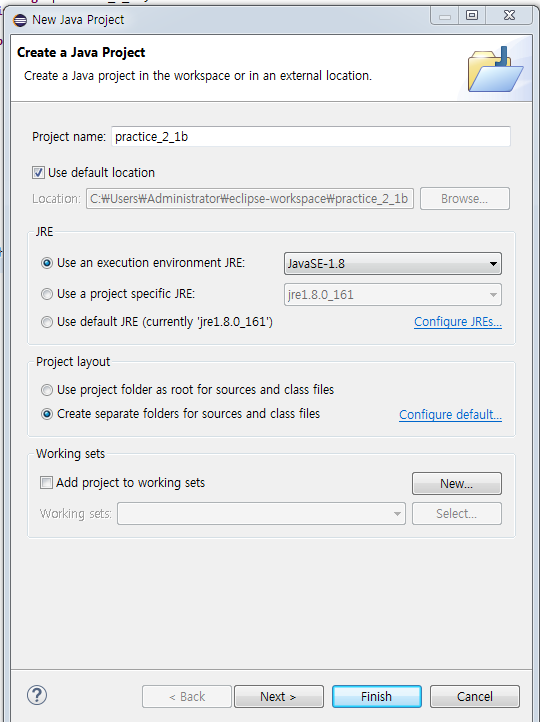 New Java Project
Create a Java Project
Create a Java project in the workspace or in an external location.
Project name: practice_2_1b
Use default location
Location: C:₩Users₩Administrator₩eclipse-workspace₩practice_2_1b Browse...
JRE
Use an execution environment JRE: JavaSE-1.8
Use a project specific JRE: jre1.8.0_161
Use default JRE (currently 'jre1.8.0_161') Configure JREs...
Project layout
Use project folder as root for sources and class files
Create separate folders for sources and class files Configure default...
Working sets
Add project to working sets New...
Working sets: Select...
? < Back Next > Finish Cancel